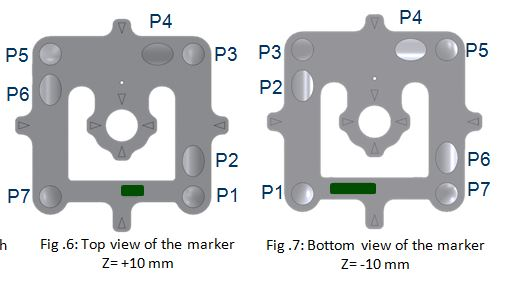 P4
P5
P3
P6
P2
P7
P1
P4
P3
P5
P2
P6
P1
P7
h
Fig .6: Top view of the marker
Z= +10 mm
Fig .7: Bottom view of the marker
Z= -10 mm